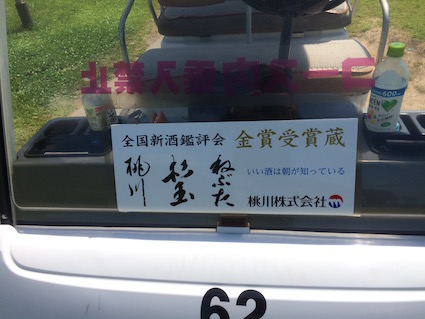 全国新酒鑑評会 金賞受賞蔵
桃川
杉玉
ねぶた
いい酒は朝が知っている
桃川株式会社
600
62